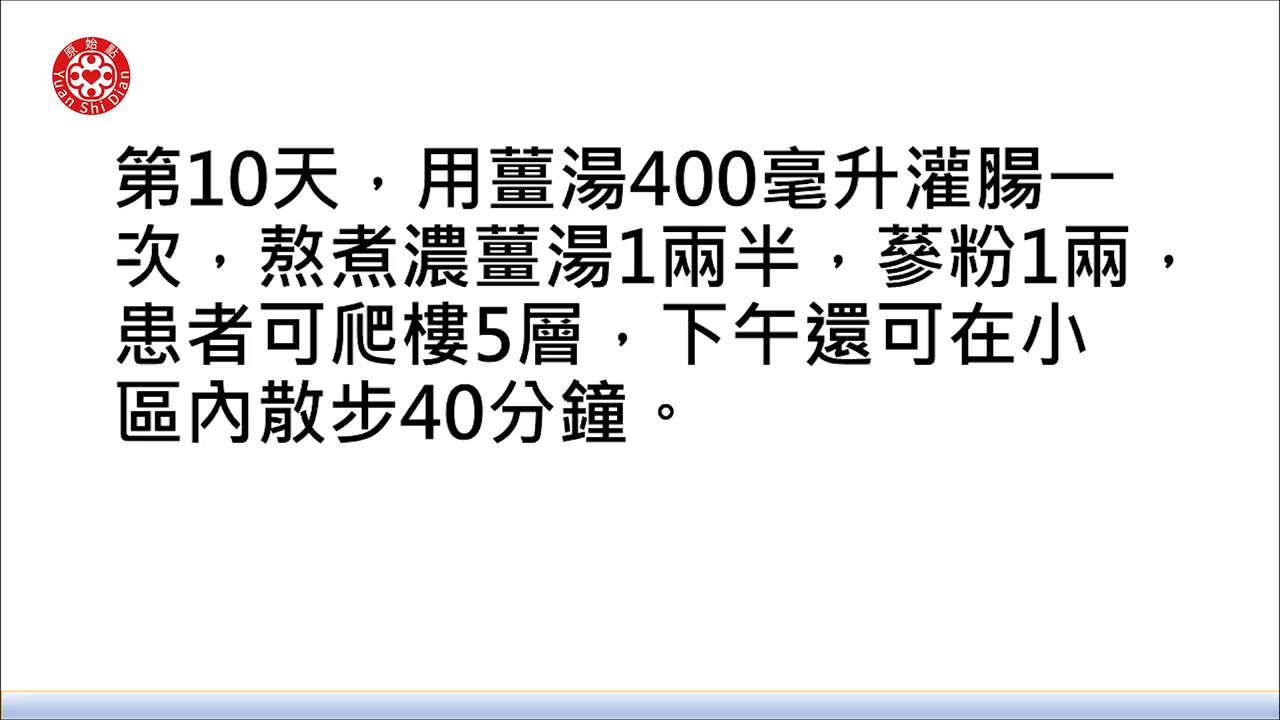 原始點
Yuan Shi Dian
第10天，用薑湯400毫升灌腸一
次，熬煮濃薑湯1兩半，蔘粉1兩，
患者可爬樓5層，下午還可在小
區內散步40分鐘。